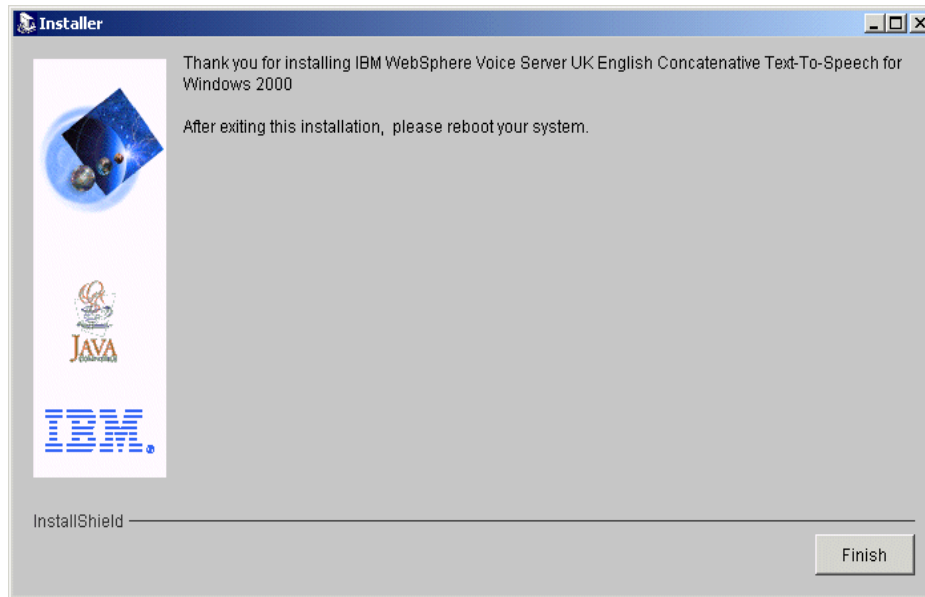 Installer
Thank you for installing IBM WebSphere Voice Server UK English Concatenative Text-To-Speech for
Windows 2000
After exiting this installation, please reboot your system.
JAVA
COMPATIBLE
IBM.
InstallShield
Finish